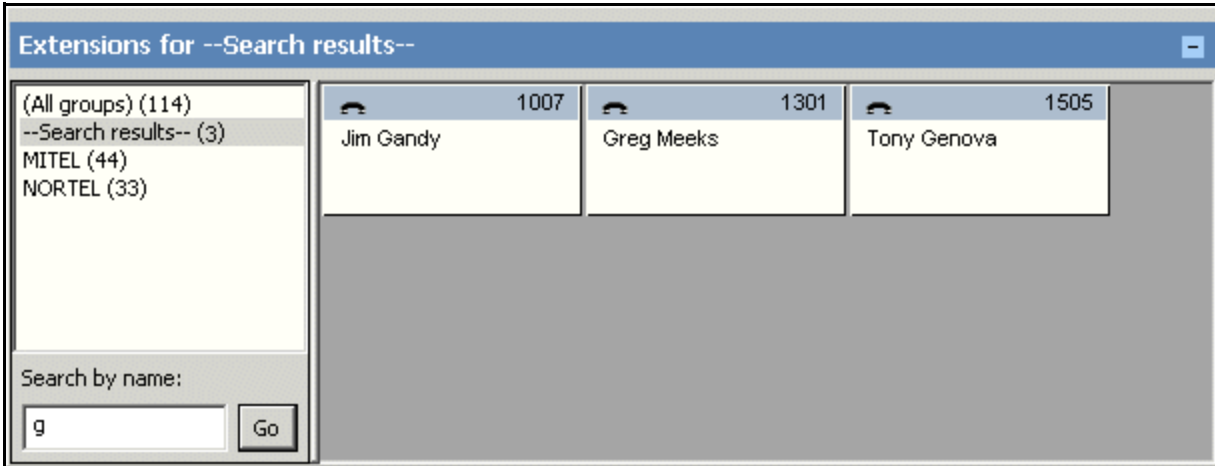 Extensions for --Search results--
(All groups) (114)
--Search results-- (3)
MITEL (44)
NORTEL (33)
1007
Jim Gandy
1301
Greg Meeks
1505
Tony Genova
Search by name:
g
Go